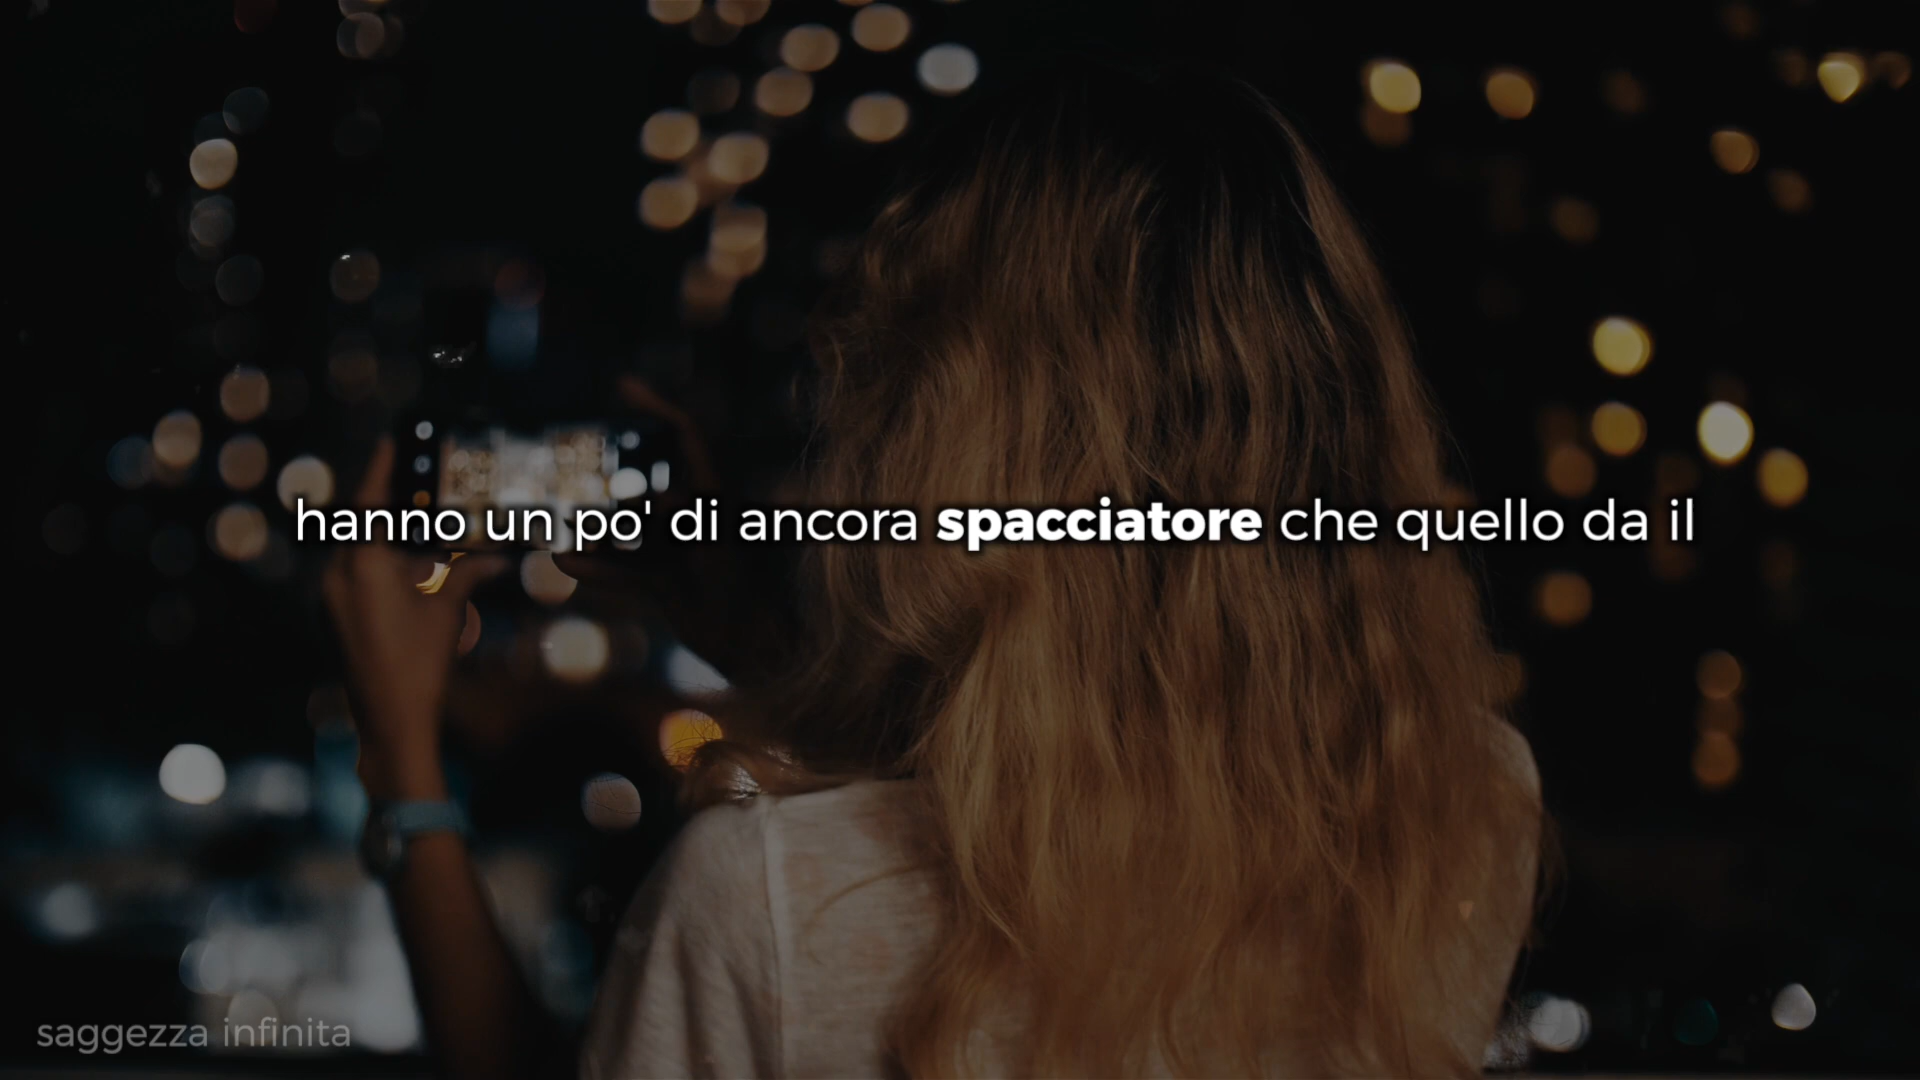 hanno un po' di ancora spacciatore che quello da il
saggezza infinita